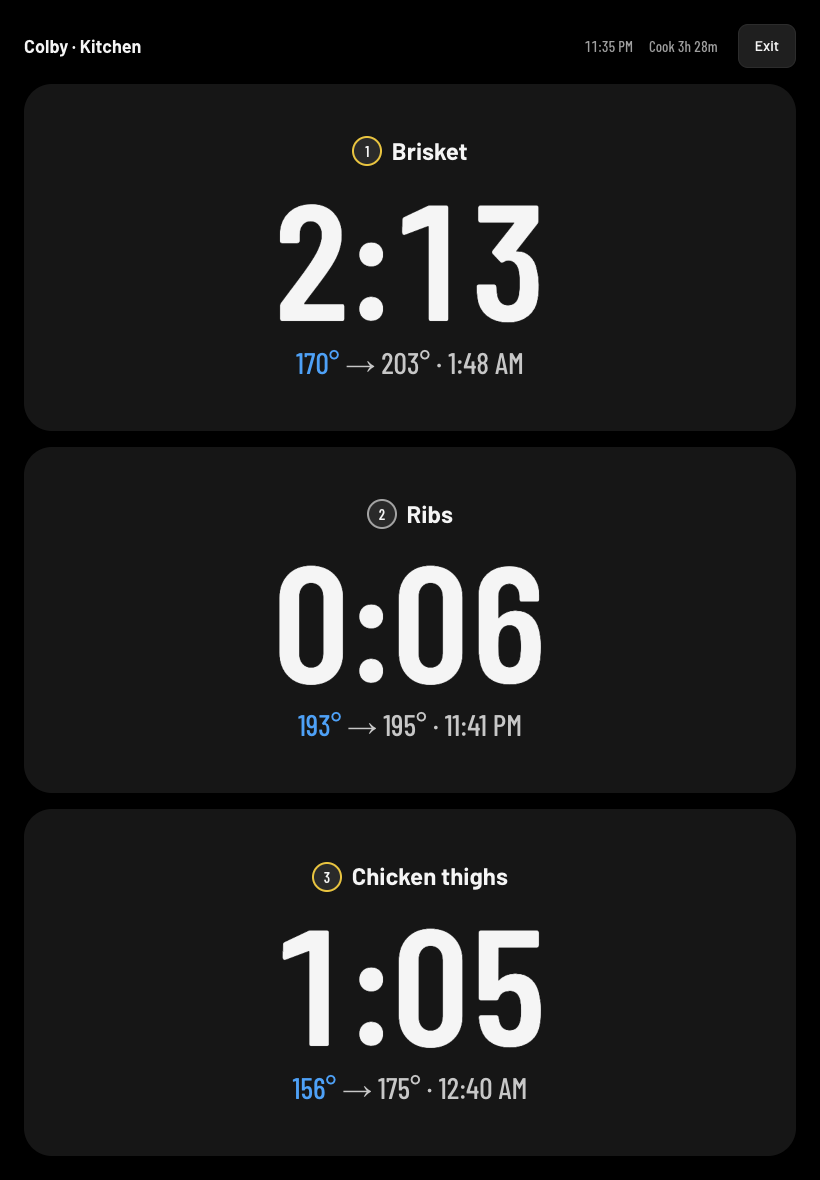 Colby · Kitchen 11:35 PM Cook 3h 28m Exit
1 Brisket
2:13
170° → 203° · 1:48 AM
2 Ribs
0:06
193° → 195° · 11:41 PM
3 Chicken thighs
1:05
156° → 175° · 12:40 AM